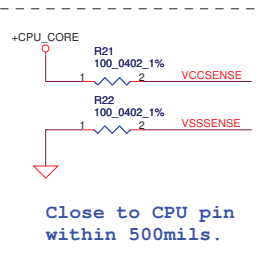 +CPU_CORE
R21
100_0402_1%
1 2 VCCSENSE
R22
100_0402_1%
1 2 VSSSENSE
Close to CPU pin
within 500mils.